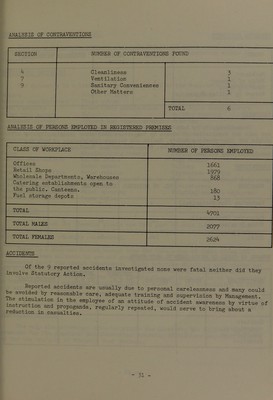 ANALYSIS OF CONTRAVENTIONS
SECTION NUMBER OF CONTRAVENTIONS FOUND
4 Cleanliness 3
7 Ventilation 1
9 Sanitary Conveniences 1
Other Matters 1
TOTAL 6
ANALYSIS OF PERSONS EMPLOYED IN REGISTERED PREMISES
CLASS OF WORKPLACE NUMBER OF PERSONS EMPLOYED
Offices 1661
Retail Shops 1979
Wholesale Departments, Warehouses 868
Catering establishments open to
the public. Canteens. 180
Fuel storage depots 13
TOTAL 4701
TOTAL MALES 2077
TOTAL FEMALES 2624
ACCIDENTS
Of the 9 reported accidents investigated none were fatal neither did they
involve Statutory Action.
Reported accidents are usually due to personal carelessness and many could
be avoided by reasonable care, adequate training and supervision by Management.
The stimulation in the employee of an attitude of accident awareness by virtue of
instruction and propaganda, regularly repeated, would serve to bring about a
reduction in casualties.
- 31 -